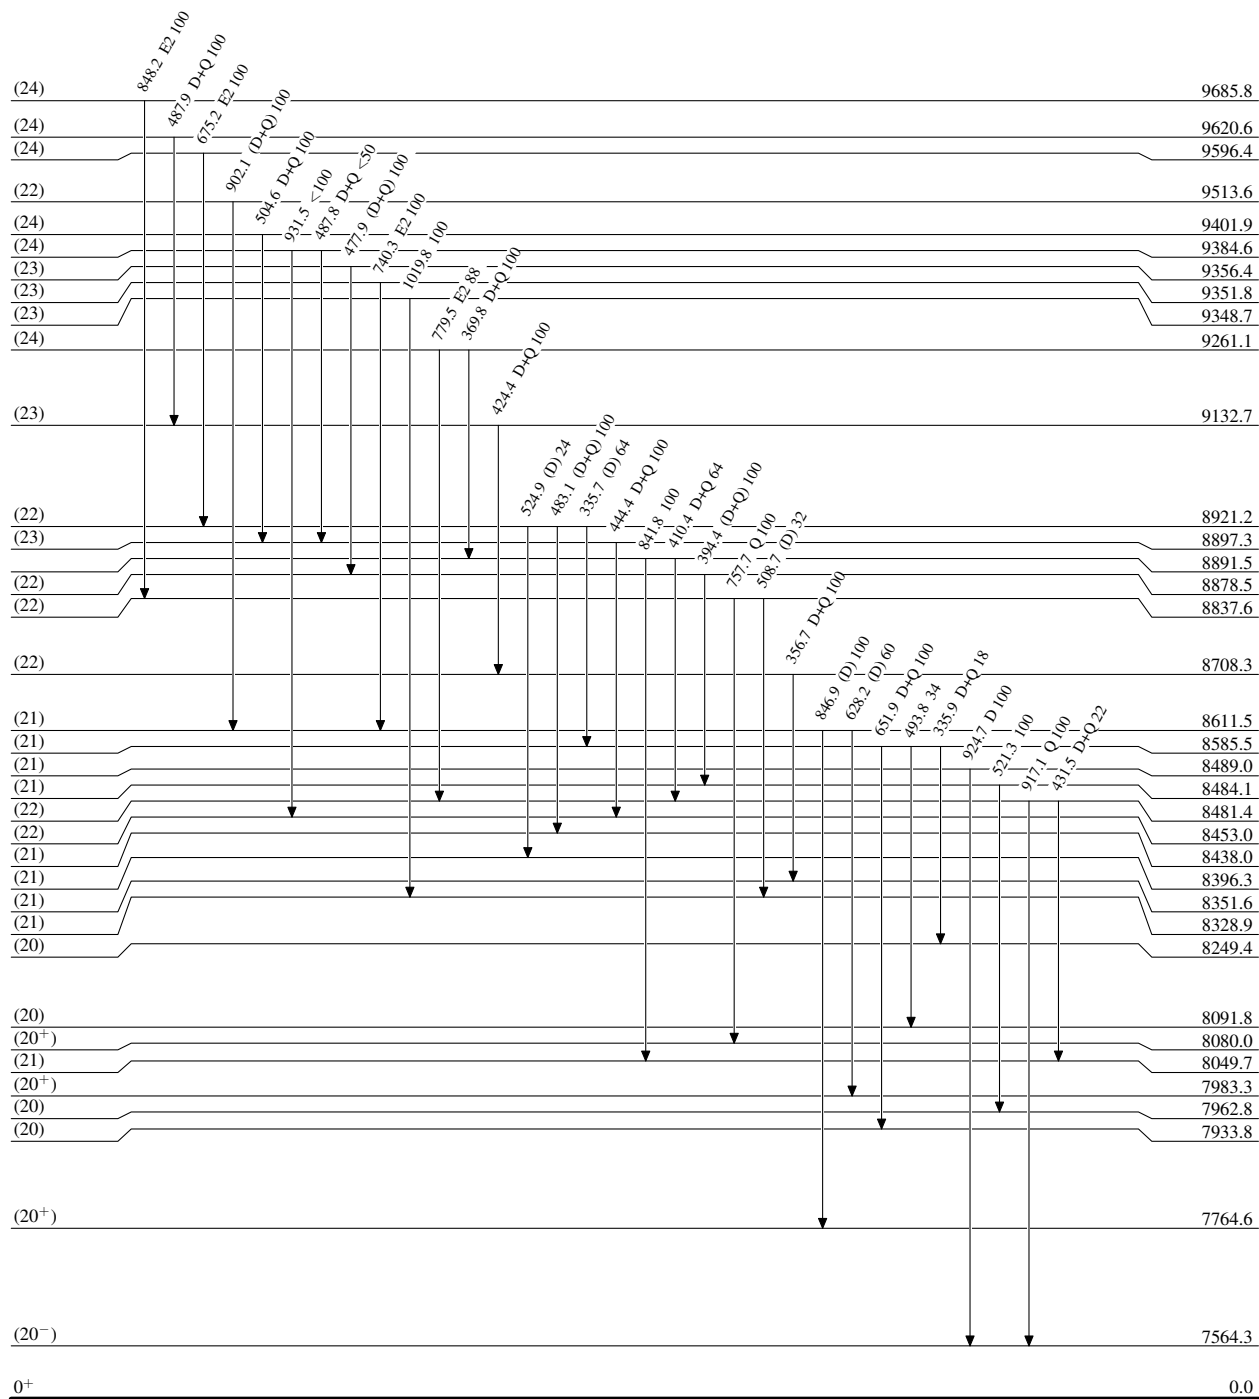 848.2 E2 100
487.9 D+Q 100
675.2 E2 100
902.1 (D+Q) 100
504.6 D+Q 100
931.5 <100
487.8 D+Q <50
477.9 (D+Q) 100
740.3 E2 100
1019.8 100
779.5 E2 88
369.8 D+Q 100
424.4 D+Q 100
524.9 (D) 24
483.1 (D+Q) 100
335.7 (D) 64
444.4 D+Q 100
841.8 100
410.4 D+Q 64
394.4 (D+Q) 100
757.7 Q 100
508.7 (D) 32
356.7 D+Q 100
846.9 (D) 100
628.2 (D) 60
651.9 D+Q 100
493.8 34
335.9 D+Q 18
924.7 D 100
521.3 100
917.1 Q 100
431.5 D+Q 22
(24) 9685.8
(24) 9620.6
(24) 9596.4
(22) 9513.6
(24) 9401.9
(24) 9384.6
(23) 9356.4
(23) 9351.8
(23) 9348.7
(24) 9261.1
(23) 9132.7
(22) 8921.2
(23) 8897.3
8891.5
(22) 8878.5
(22) 8837.6
(22) 8708.3
(21) 8611.5
(21) 8585.5
(21) 8489.0
(21) 8484.1
(22) 8481.4
(22) 8453.0
(21) 8438.0
(21) 8396.3
(21) 8351.6
(21) 8328.9
(20) 8249.4
(20) 8091.8
(20⁺) 8080.0
(21) 8049.7
(20⁺) 7983.3
(20) 7962.8
(20) 7933.8
(20⁺) 7764.6
(20⁻) 7564.3
0⁺ 0.0